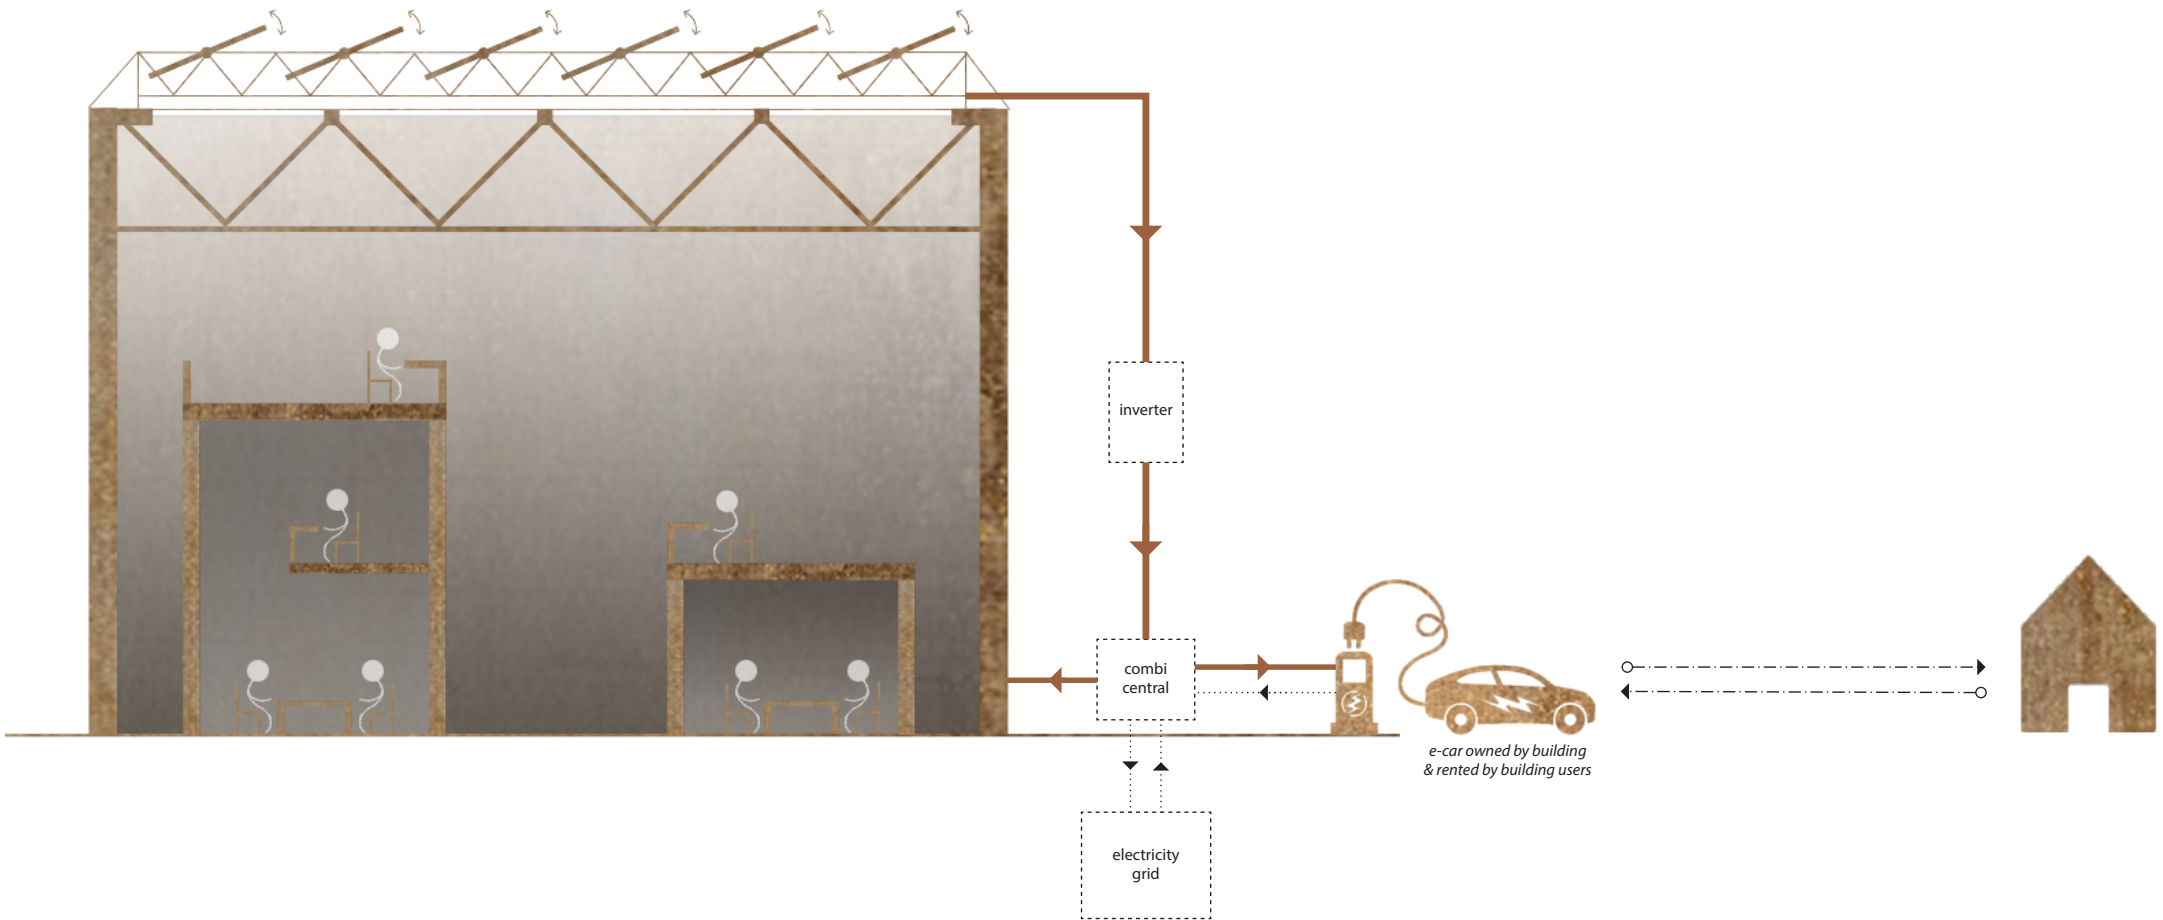 inverter
combi
central
e-car owned by building
& rented by building users
electricity
grid